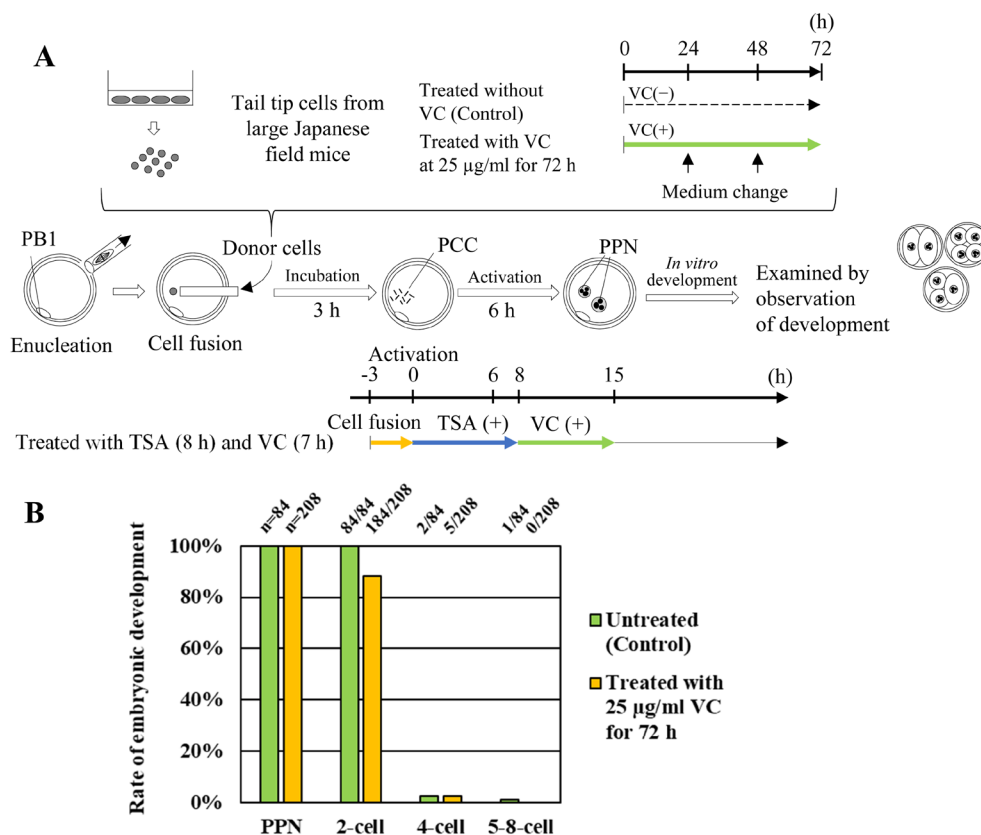 A
(h)
0 24 48 72
Tail tip cells from
large Japanese
field mice
Treated without
VC (Control)
VC(−)
Treated with VC
at 25 µg/ml for 72 h
VC(+)
Medium change
PB1
Donor cells
PCC
PPN
Incubation
3 h
Activation
6 h
In vitro
development
Examined by
observation
of development
Enucleation
Cell fusion
Activation
-3 0 6 8 15 (h)
Cell fusion TSA (+) VC (+)
Treated with TSA (8 h) and VC (7 h)
B
n=84
n=208
84/84
184/208
2/84
5/208
1/84
0/208
Rate of embryonic development
100%
80%
60%
40%
20%
0%
PPN 2-cell 4-cell 5-8-cell
Untreated
(Control)
Treated with
25 µg/ml VC
for 72 h